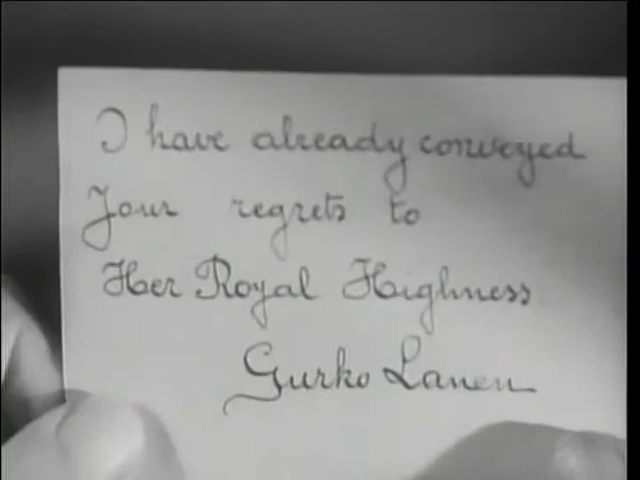 I have already conveyed
Your regrets to
Her Royal Highness
Gurko Lanen